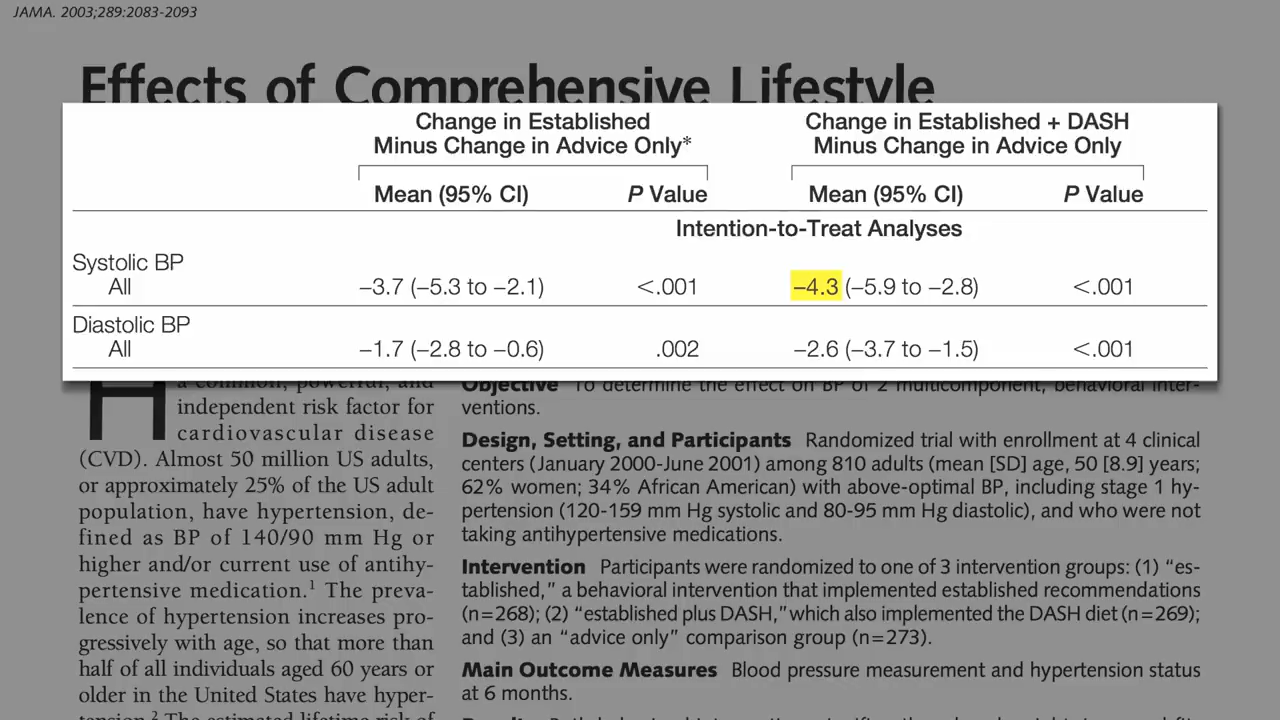 JAMA. 2003;289:2083-2093
Effects of Comprehensive Lifestyle
Change in Established
Minus Change in Advice Only*
Change in Established + DASH
Minus Change in Advice Only
Mean (95% CI) P Value Mean (95% CI) P Value
Intention-to-Treat Analyses
Systolic BP
All −3.7 (−5.3 to −2.1) <.001 −4.3 (−5.9 to −2.8) <.001
Diastolic BP
All −1.7 (−2.8 to −0.6) .002 −2.6 (−3.7 to −1.5) <.001
H a common, powerful, and
independent risk factor for
cardiovascular disease
(CVD). Almost 50 million US adults,
or approximately 25% of the US adult
population, have hypertension, de-
fined as BP of 140/90 mm Hg or
higher and/or current use of antihy-
pertensive medication.1 The preva-
lence of hypertension increases pro-
gressively with age, so that more than
half of all individuals aged 60 years or
older in the United States have hyper-
tension.2 The estimated lifetime risk of
Objective To determine the effect on BP of 2 multicomponent, behavioral inter-
ventions.
Design, Setting, and Participants Randomized trial with enrollment at 4 clinical
centers (January 2000-June 2001) among 810 adults (mean [SD] age, 50 [8.9] years;
62% women; 34% African American) with above-optimal BP, including stage 1 hy-
pertension (120-159 mm Hg systolic and 80-95 mm Hg diastolic), and who were not
taking antihypertensive medications.
Intervention Participants were randomized to one of 3 intervention groups: (1) “es-
tablished,” a behavioral intervention that implemented established recommendations
(n=268); (2) “established plus DASH,” which also implemented the DASH diet (n=269);
and (3) an “advice only” comparison group (n=273).
Main Outcome Measures Blood pressure measurement and hypertension status
at 6 months.